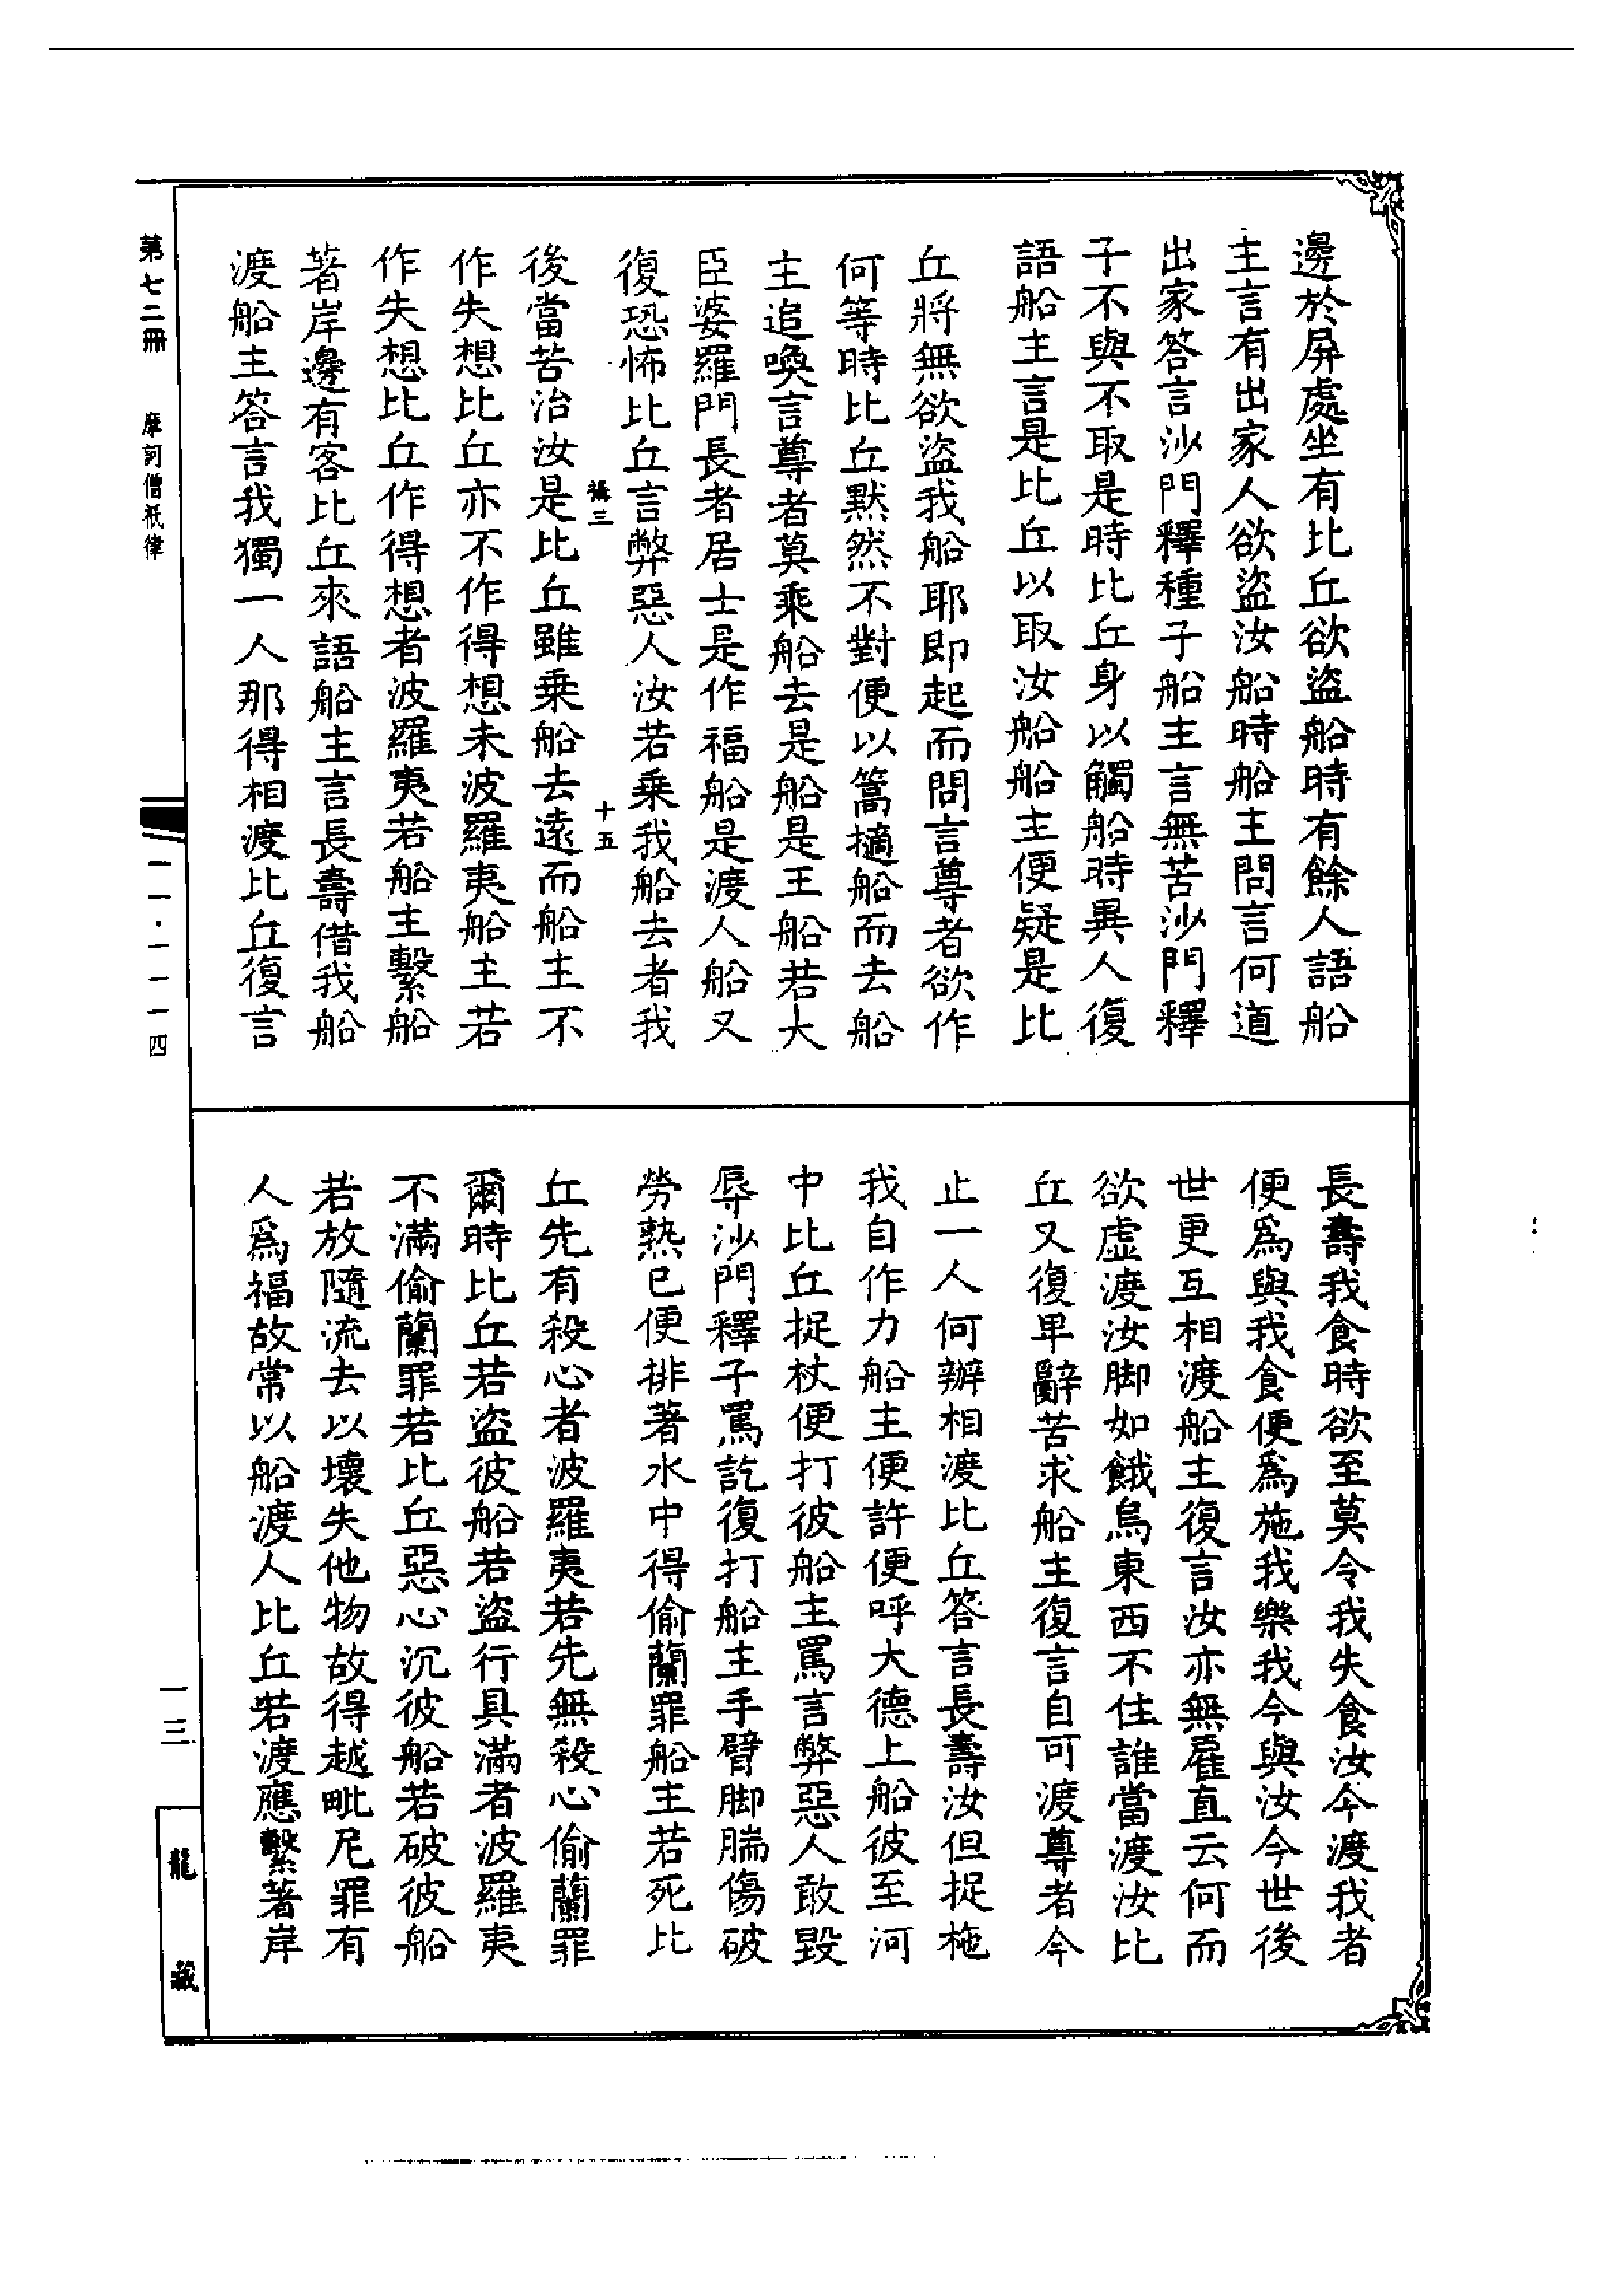 邊於屏處坐有比丘欲盜船時有餘人語船
主言有出家人欲盜汝船時船主問言何道
出家答言沙門釋種子船主言無苦沙門釋
子不與不取是時比丘身以觸船時異人復
語船主言是比丘以取汝船船主便疑是比
丘將無欲盜我船耶即起而問言尊者欲作
何等時比丘默然不對便以篙擿船而去船
主追喚言尊者莫乘船去是船是王船若大
臣婆羅門長者居士是作福船是渡人船又
復恐怖比丘言弊惡人汝若乗我船去者我
十五
後當苦治汝是比丘雖乗船去遠而船主不
作失想比丘亦不作得想未波羅夷船主若
作失想比丘作得想者波羅夷若船主繫船
著岸邊有客比丘來語船主言長壽借我船
渡船主答言我獨一人那得相渡比丘復言
長壽我食時欲至莫令我失食汝今渡我者
便爲與我食便爲施我樂我今與汝今世後
世更互相渡船主復言汝亦無雇直云何而
欲虛渡汝脚如餓烏東西不住誰當渡汝比
丘又復卑辭苦求船主復言自可渡尊者今
止一人何辦相渡比丘答言長壽汝但捉柂
我自作力船主便許便呼大德上船彼至河
中比丘捉杖便打彼船主罵言弊惡人敢毀
辱沙門釋子罵訖復打船主手臂脚腨傷破
勞熟已便排著水中得偷蘭罪船主若死比
丘先有殺心者波羅夷若先無殺心偷蘭罪
爾時比丘若盜彼船若盜行具滿者波羅夷
不滿偷蘭罪若比丘惡心沉彼船若破彼船
若放隨流去以壞失他物故得越毗尼罪有
人爲福故常以船渡人比丘若渡應繫著岸
第七二冊　摩訶僧祇律
一一·一一一四
一三
龍藏